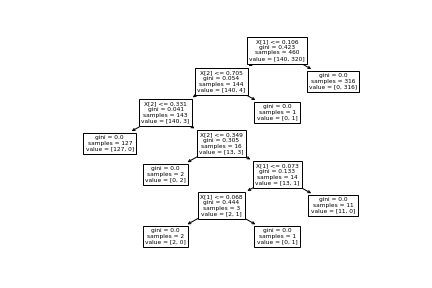 X[1] <= 0.106
gini = 0.423
samples = 460
value = [140, 320]
X[2] <= 0.705
gini = 0.054
samples = 144
value = [140, 4]
gini = 0.0
samples = 316
value = [0, 316]
X[2] <= 0.331
gini = 0.041
samples = 143
value = [140, 3]
gini = 0.0
samples = 1
value = [0, 1]
gini = 0.0
samples = 127
value = [127, 0]
X[2] <= 0.349
gini = 0.305
samples = 16
value = [13, 3]
gini = 0.0
samples = 2
value = [0, 2]
X[1] <= 0.073
gini = 0.133
samples = 14
value = [13, 1]
X[1] <= 0.068
gini = 0.444
samples = 3
value = [2, 1]
gini = 0.0
samples = 11
value = [11, 0]
gini = 0.0
samples = 2
value = [2, 0]
gini = 0.0
samples = 1
value = [0, 1]